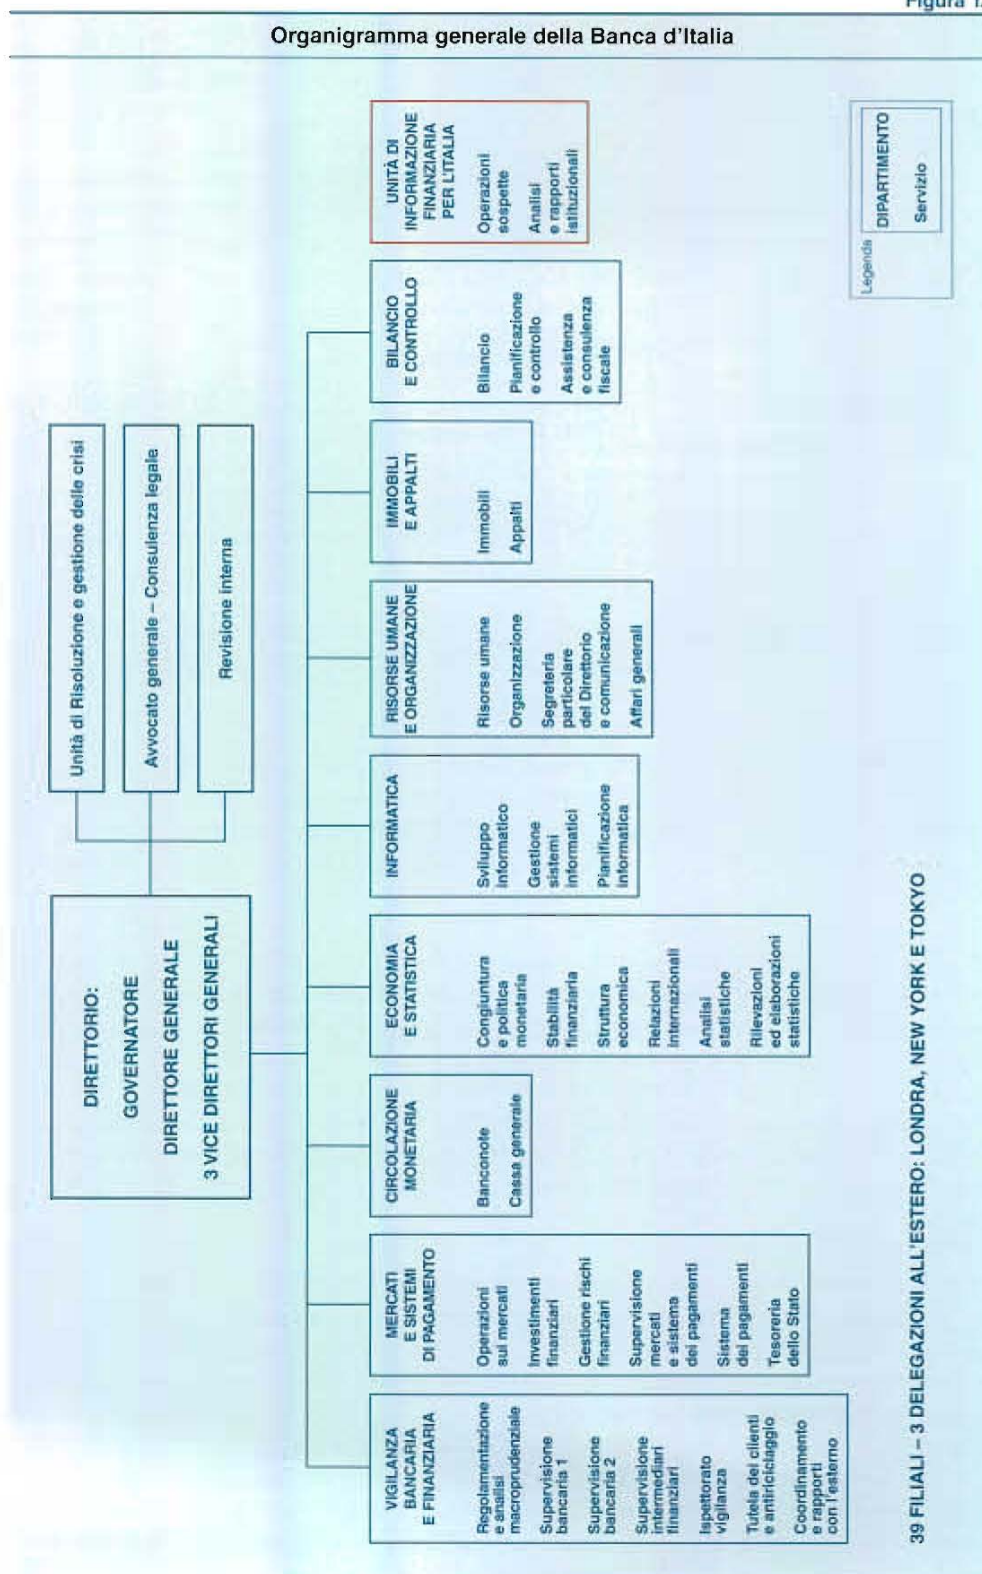 Figura 1
Organigramma generale della Banca d'Italia
DIRETTORIO:
GOVERNATORE
DIRETTORE GENERALE
3 VICE DIRETTORI GENERALI
Unità di Risoluzione e gestione delle crisi
Avvocato generale – Consulenza legale
Revisione interna
VIGILANZA
BANCARIA
E FINANZIARIA
Regolamentazione
e analisi
macroprudenziale
Supervisione
bancaria 1
Supervisione
bancaria 2
Supervisione
intermediari
finanziari
Ispettorato
vigilanza
Tutela dei clienti
e antiriciclaggio
Coordinamento
e rapporti
con l'esterno
MERCATI
E SISTEMI
DI PAGAMENTO
Operazioni
sui mercati
Investimenti
finanziari
Gestione rischi
finanziari
Supervisione
mercati
e sistema
dei pagamenti
Sistema
dei pagamenti
Tesoreria
dello Stato
CIRCOLAZIONE
MONETARIA
Banconote
Cassa generale
ECONOMIA
E STATISTICA
Congiuntura
e politica
monetaria
Stabilità
finanziaria
Struttura
economica
Relazioni
internazionali
Analisi
statistiche
Rilevazioni
ed elaborazioni
statistiche
INFORMATICA
Sviluppo
informatico
Gestione
sistemi
informatici
Pianificazione
informatica
RISORSE UMANE
E ORGANIZZAZIONE
Risorse umane
Organizzazione
Segreteria
particolare
del Direttorio
e comunicazione
Affari generali
IMMOBILI
E APPALTI
Immobili
Appalti
BILANCIO
E CONTROLLO
Bilancio
Pianificazione
e controllo
Assistenza
e consulenza
fiscale
UNITÀ DI
INFORMAZIONE
FINANZIARIA
PER L'ITALIA
Operazioni
sospette
Analisi
e rapporti
istituzionali
39 FILIALI – 3 DELEGAZIONI ALL'ESTERO: LONDRA, NEW YORK E TOKYO
Legenda
DIPARTIMENTO
Servizio